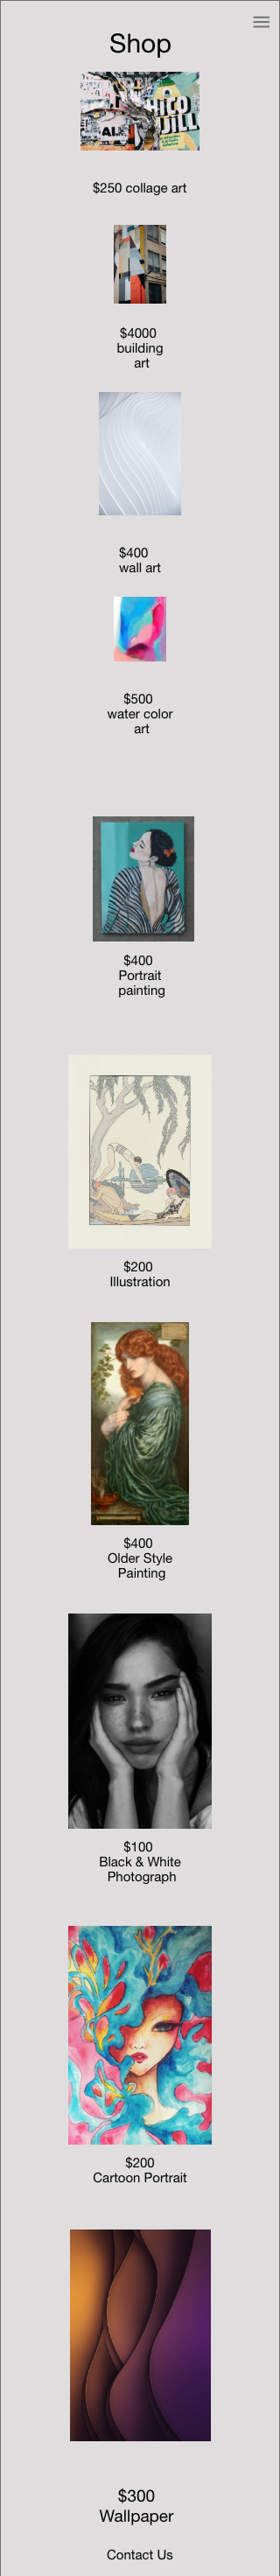 Shop
$250 collage art
$4000
building
art
$400
wall art
$500
water color
art
$400
Portrait
painting
$200
Illustration
$400
Older Style
Painting
$100
Black & White
Photograph
$200
Cartoon Portrait
$300
Wallpaper
Contact Us